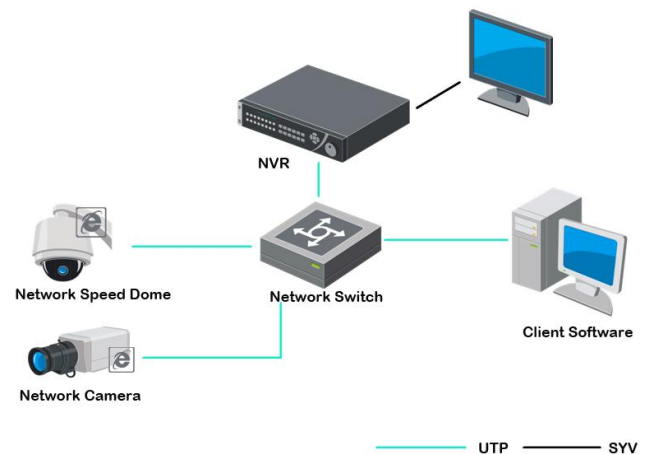 NVR
Network Speed Dome
Network Switch
Client Software
Network Camera
UTP
SYV